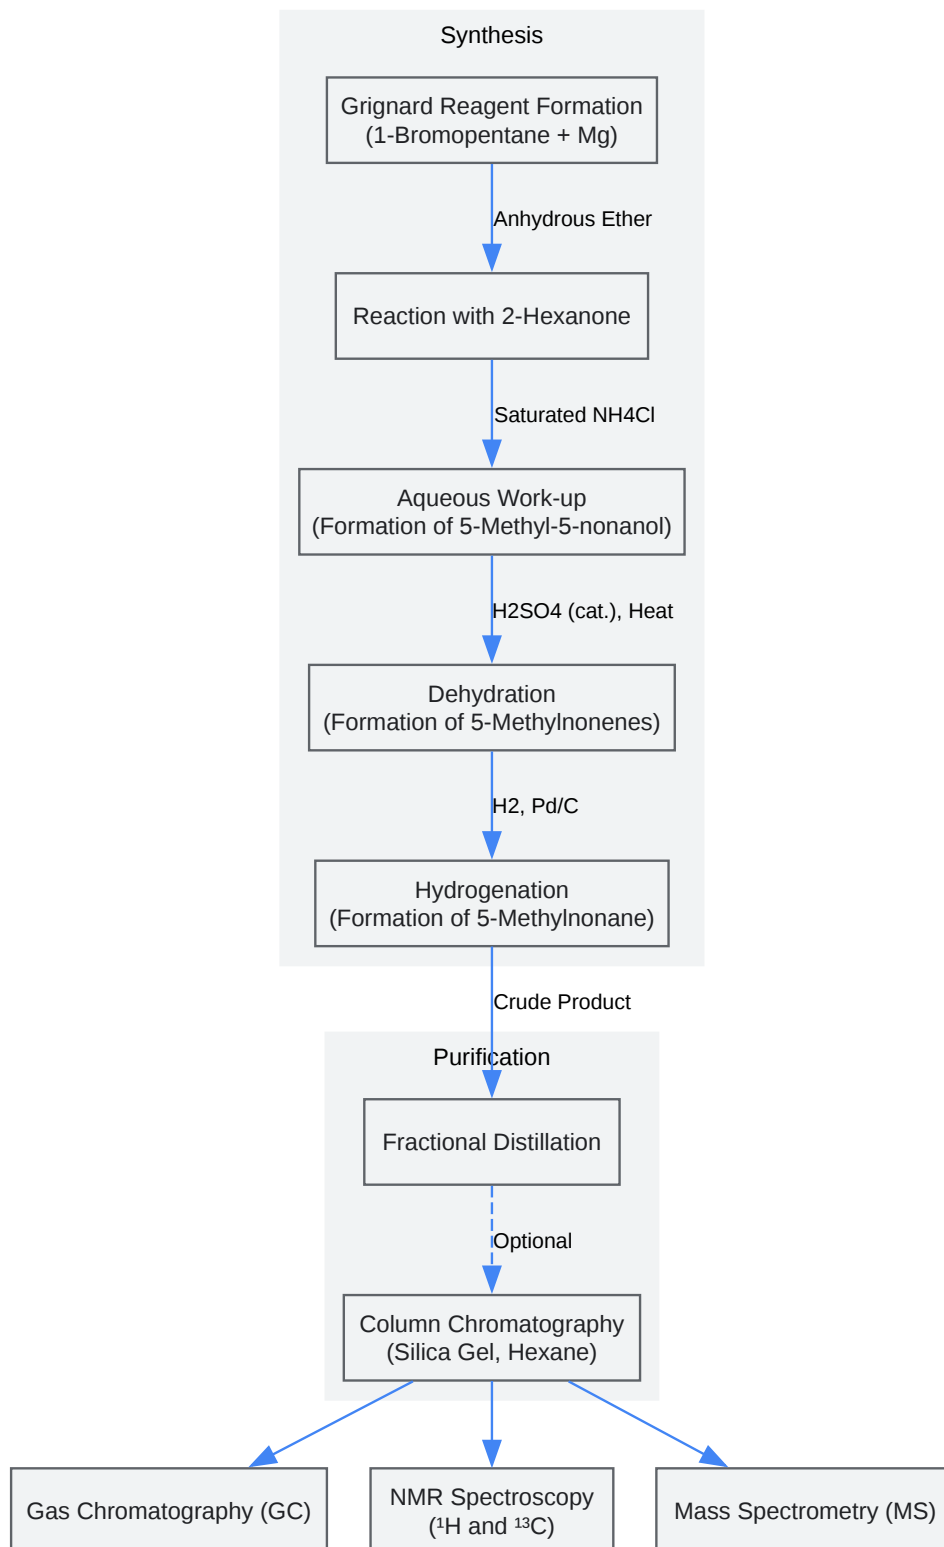 Synthesis
Grignard Reagent Formation
(1-Bromopentane + Mg)
Anhydrous Ether
Reaction with 2-Hexanone
Saturated NH4Cl
Aqueous Work-up
(Formation of 5-Methyl-5-nonanol)
H2SO4 (cat.), Heat
Dehydration
(Formation of 5-Methylnonenes)
H2, Pd/C
Hydrogenation
(Formation of 5-Methylnonane)
Crude Product
Purification
Fractional Distillation
Optional
Column Chromatography
(Silica Gel, Hexane)
Gas Chromatography (GC)
NMR Spectroscopy
(¹H and ¹³C)
Mass Spectrometry (MS)